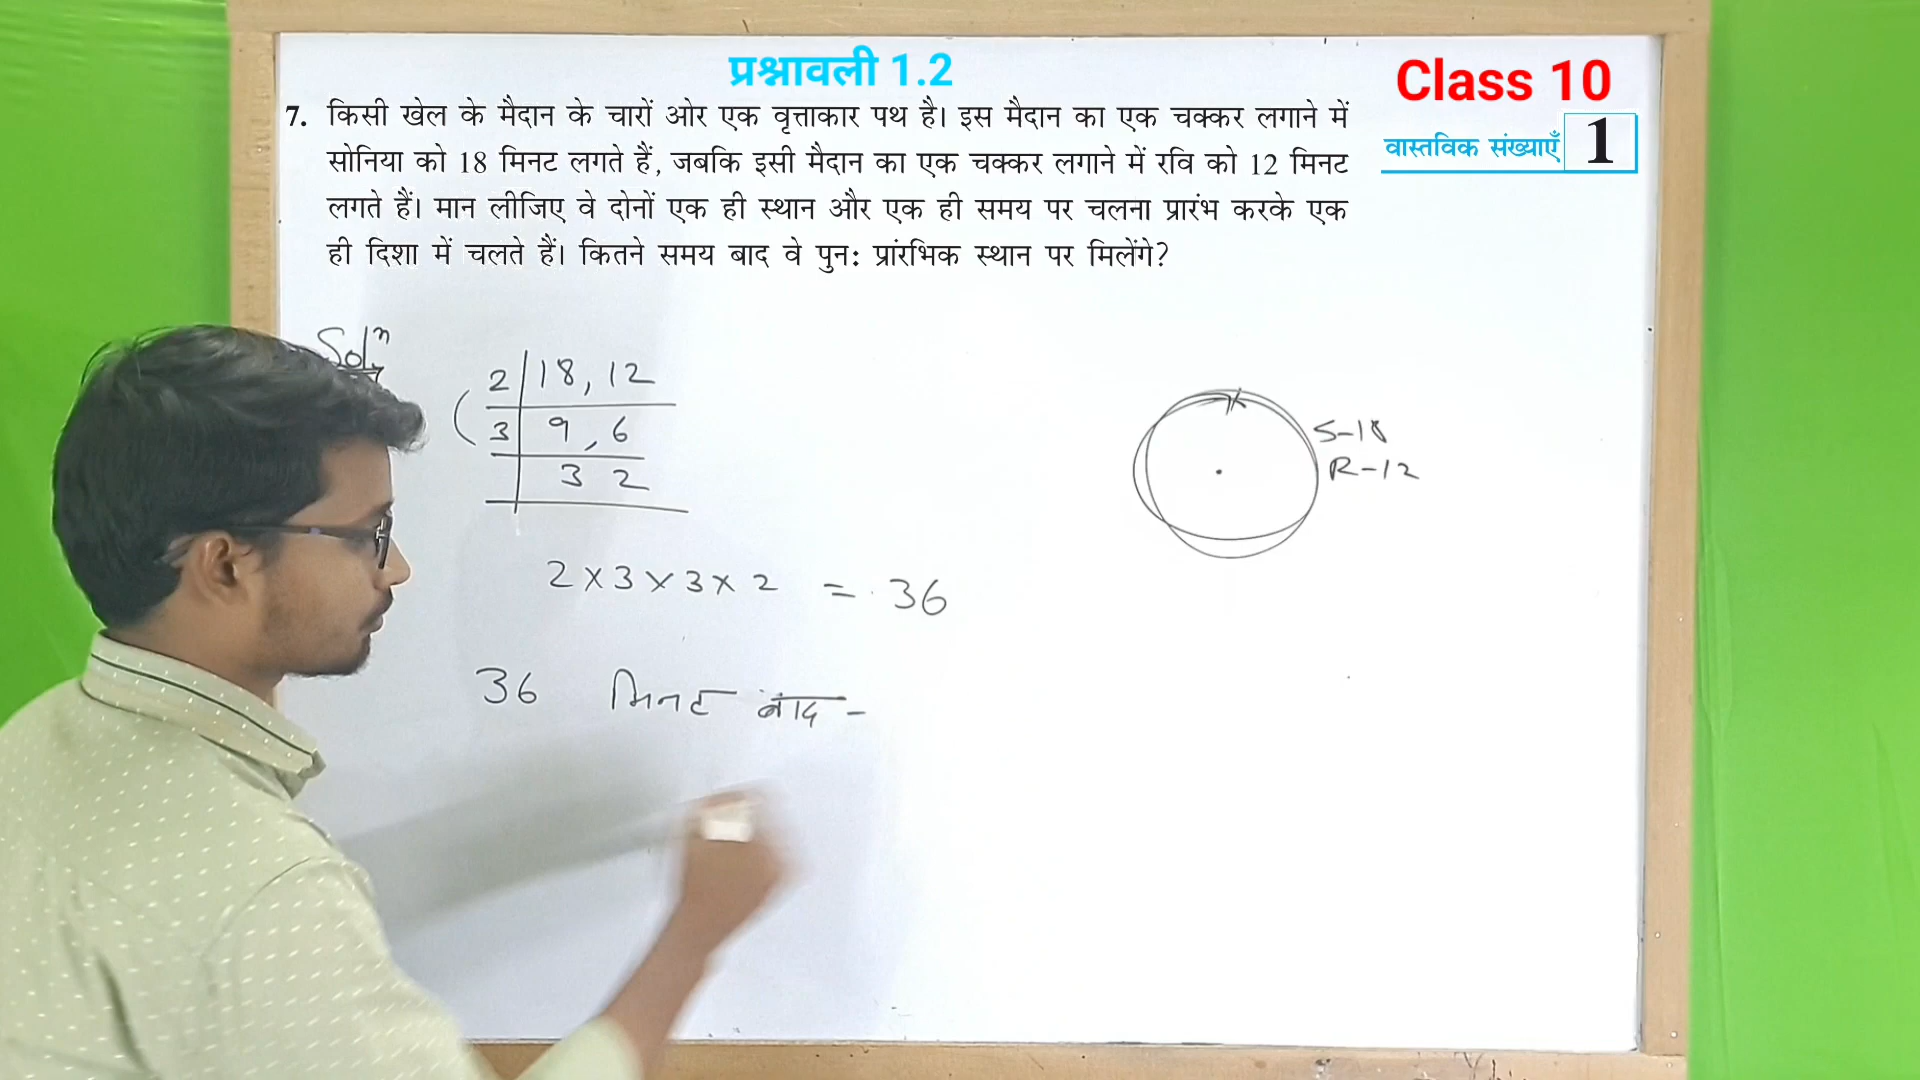 प्रश्नावली 1.2
Class 10
वास्तविक संख्याएँ 1
7. किसी खेल के मैदान के चारों ओर एक वृत्ताकार पथ है। इस मैदान का एक चक्कर लगाने में
सोनिया को 18 मिनट लगते हैं, जबकि इसी मैदान का एक चक्कर लगाने में रवि को 12 मिनट
लगते हैं। मान लीजिए वे दोनों एक ही स्थान और एक ही समय पर चलना प्रारंभ करके एक
ही दिशा में चलते हैं। कितने समय बाद वे पुनः प्रारंभिक स्थान पर मिलेंगे?
Solⁿ
2 | 18, 12
3 | 9, 6
3 2
S-18
R-12
2 x 3 x 3 x 2 = 36
36 मिनट बाद -